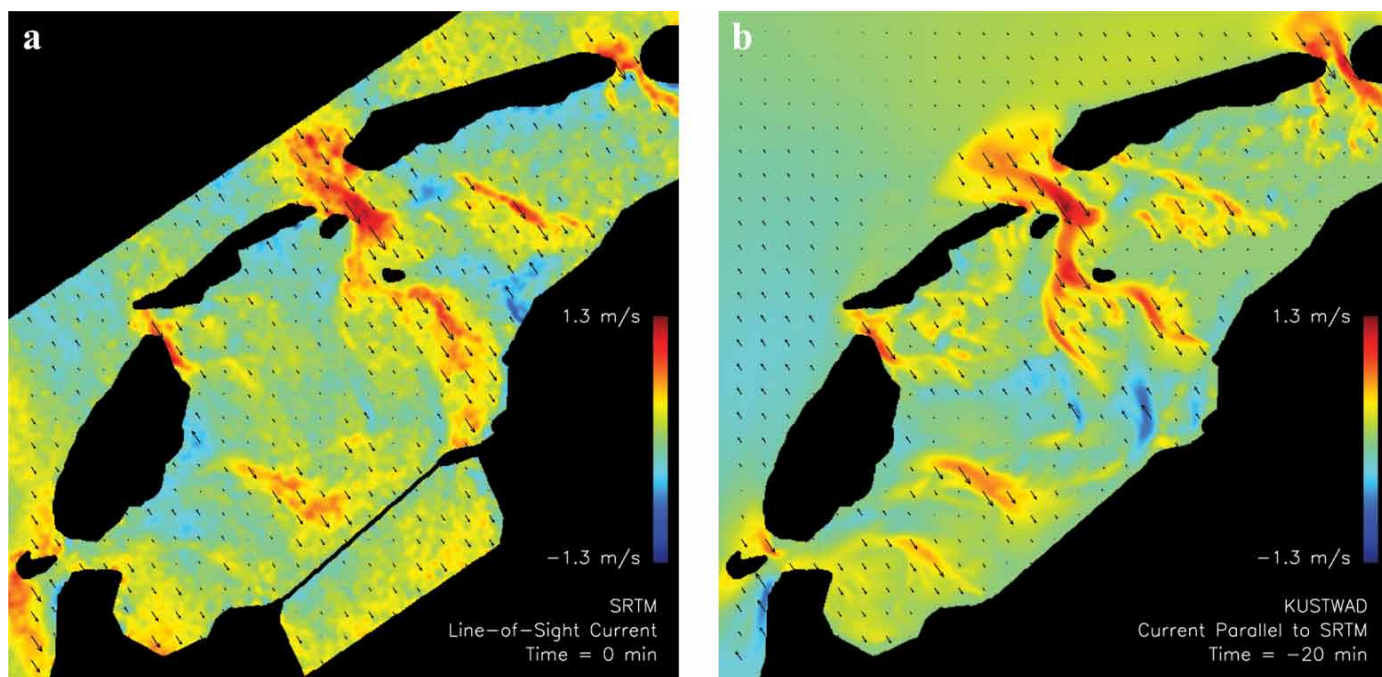 a
1.3 m/s
−1.3 m/s
SRTM
Line−of−Sight Current
Time = 0 min
b
1.3 m/s
−1.3 m/s
KUSTWAD
Current Parallel to SRTM
Time = −20 min